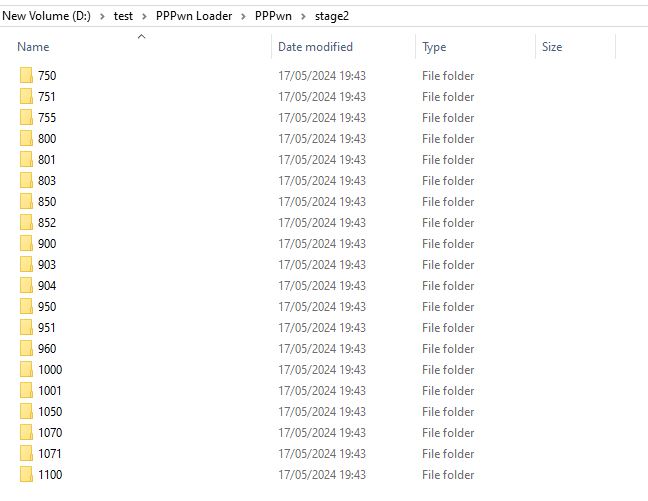 New Volume (D:) > test > PPPwn Loader > PPPwn > stage2
Name Date modified Type Size
750 17/05/2024 19:43 File folder
751 17/05/2024 19:43 File folder
755 17/05/2024 19:43 File folder
800 17/05/2024 19:43 File folder
801 17/05/2024 19:43 File folder
803 17/05/2024 19:43 File folder
850 17/05/2024 19:43 File folder
852 17/05/2024 19:43 File folder
900 17/05/2024 19:43 File folder
903 17/05/2024 19:43 File folder
904 17/05/2024 19:43 File folder
950 17/05/2024 19:43 File folder
951 17/05/2024 19:43 File folder
960 17/05/2024 19:43 File folder
1000 17/05/2024 19:43 File folder
1001 17/05/2024 19:43 File folder
1050 17/05/2024 19:43 File folder
1070 17/05/2024 19:43 File folder
1071 17/05/2024 19:43 File folder
1100 17/05/2024 19:43 File folder